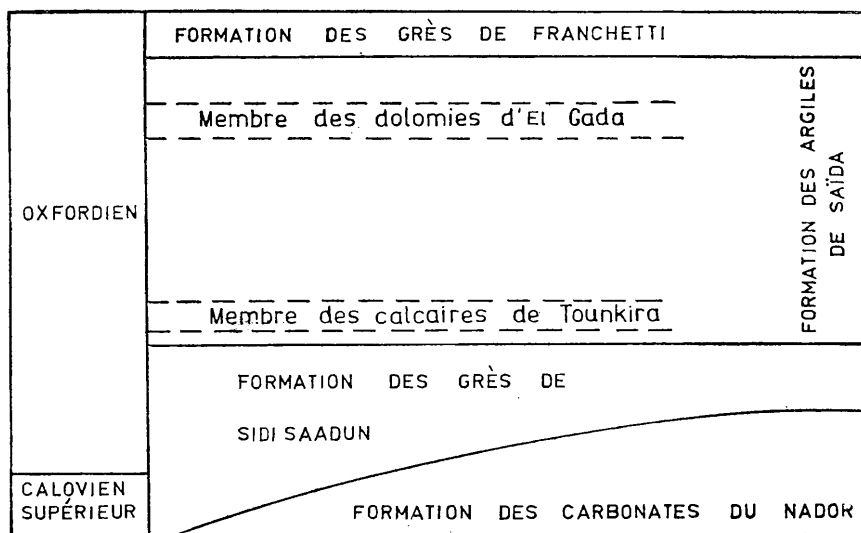 FORMATION DES GRÈS DE FRANCHETTI
Membre des dolomies d'El Gada
OXFORDIEN
FORMATION DES ARGILES
DE SAÏDA
Membre des calcaires de Tounkira
FORMATION DES GRÈS DE
SIDI SAADUN
CALOVIEN
SUPÉRIEUR
FORMATION DES CARBONATES DU NADOR